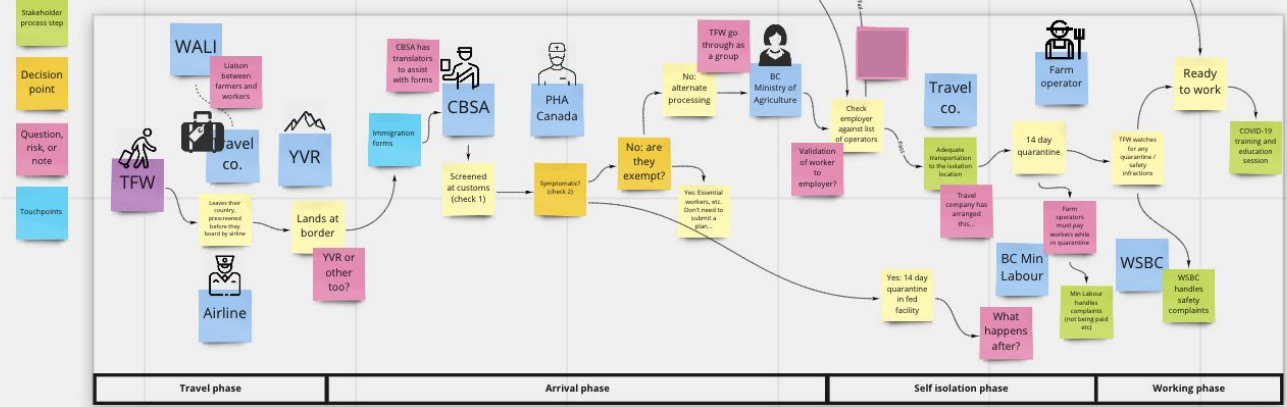 Stakeholder
process step
Decision
point
Question,
risk, or
note
Touchpoints
WALI
Liaison
between
farmers and
workers
TFW
ravel
co.
YVR
Leaves their
country,
prescreened
before they
board by airline
Airline
Lands at
border
YVR or
other
too?
Immigration
forms
CBSA has
translators
to assist
with forms
CBSA
Screened
at customs
(check 1)
PHA
Canada
Symptomatic?
(check 2)
No: are
they
exempt?
No:
alternate
processing
Yes: Essential
workers, etc.
Don't need to
submit a
plan...
TFW go
through as
a group
BC
Ministry of
Agriculture
Check
employer
against list
of operators
Validation
of worker
to
employer?
Pass
Travel
co.
Adequate
transportation
to the isolation
location
Travel
company has
arranged
this...
Yes: 14 day
quarantine
in fed
facility
What
happens
after?
Farm
operator
14 day
quarantine
Farm
operators
must pay
workers while
in quarantine
BC Min
Labour
Min Labour
handles
complaints
(not being paid
etc)
TFW watches
for any
quarantine /
safety
infractions
WSBC
WSBC
handles
safety
complaints
Ready
to work
COVID-19
training and
education
session
Travel phase
Arrival phase
Self isolation phase
Working phase